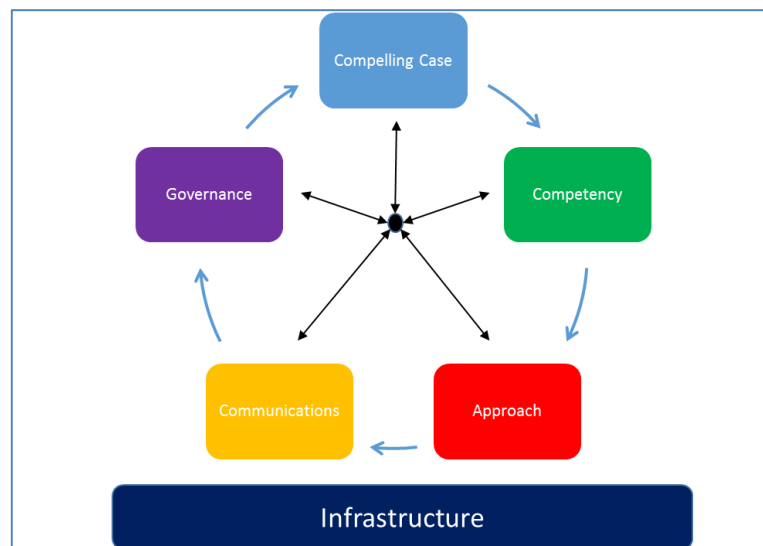 Compelling Case
Governance
Competency
Communications
Approach
Infrastructure